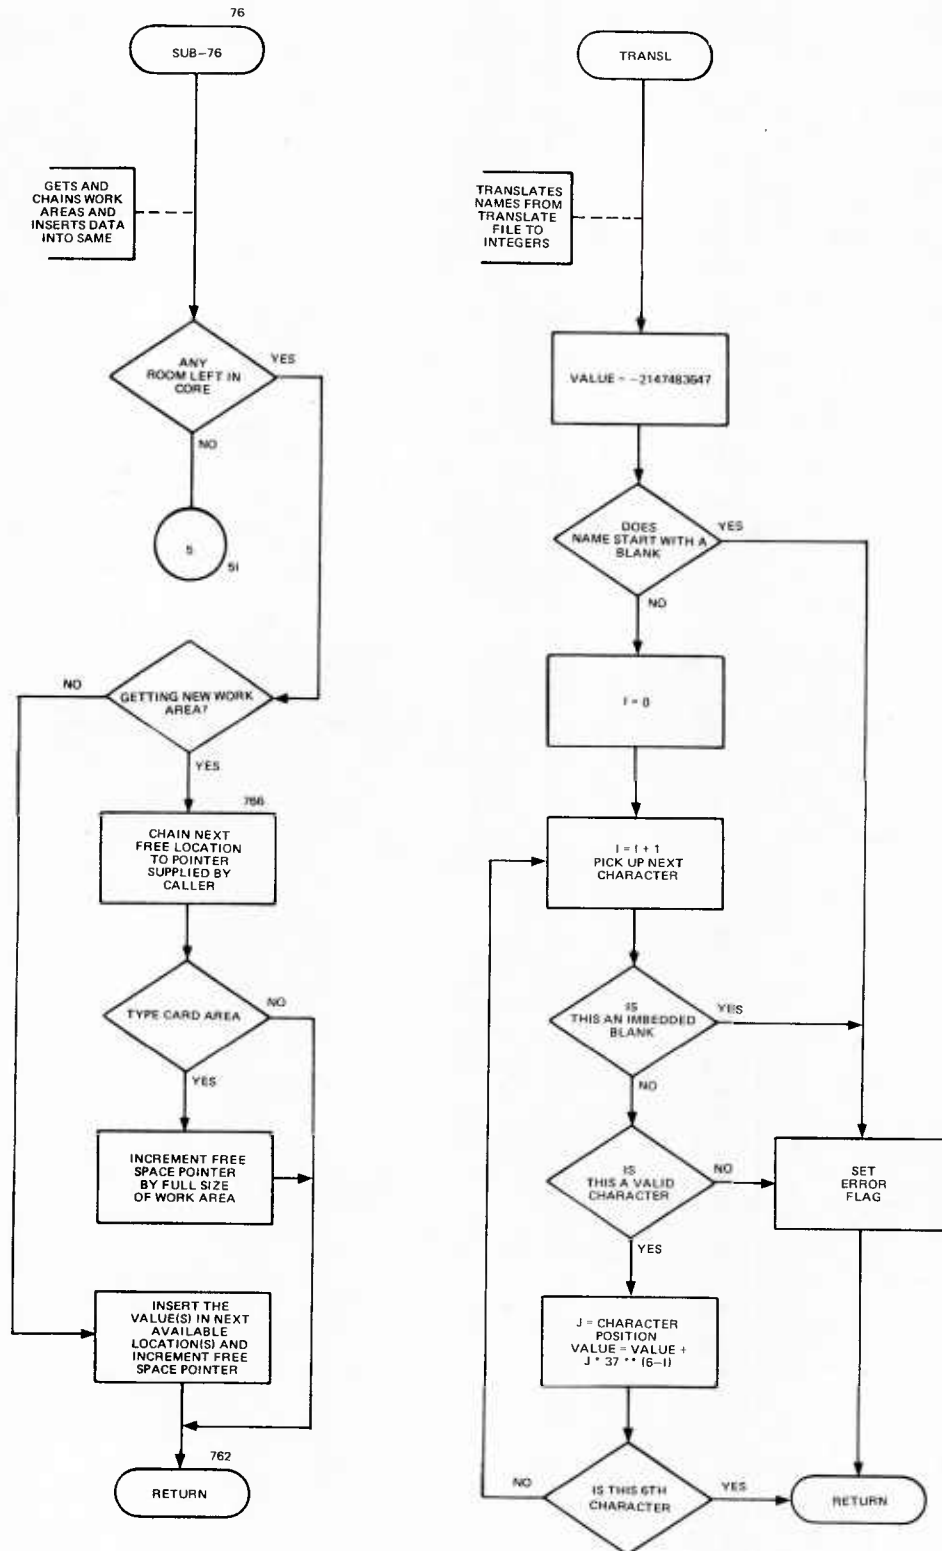 76
SUB-76
GETS AND
CHAINS WORK
AREAS AND
INSERTS DATA
INTO SAME
ANY
ROOM LEFT IN
CORE
YES
NO
5
51
GETTING NEW WORK
AREA?
NO
YES
766
CHAIN NEXT
FREE LOCATION
TO POINTER
SUPPLIED BY
CALLER
TYPE CARD AREA
NO
YES
INCREMENT FREE
SPACE POINTER
BY FULL SIZE
OF WORK AREA
INSERT THE
VALUE(S) IN NEXT
AVAILABLE
LOCATION(S) AND
INCREMENT FREE
SPACE POINTER
762
RETURN
TRANSL
TRANSLATES
NAMES FROM
TRANSLATE
FILE TO
INTEGERS
VALUE = -2147483647
DOES
NAME START WITH A
BLANK
YES
NO
I = 0
I = I + 1
PICK UP NEXT
CHARACTER
IS
THIS AN IMBEDDED
BLANK
YES
NO
IS
THIS A VALID
CHARACTER
NO
YES
SET
ERROR
FLAG
J = CHARACTER
POSITION
VALUE = VALUE +
J * 37 ** (6-I)
IS THIS 6TH
CHARACTER
NO
YES
RETURN